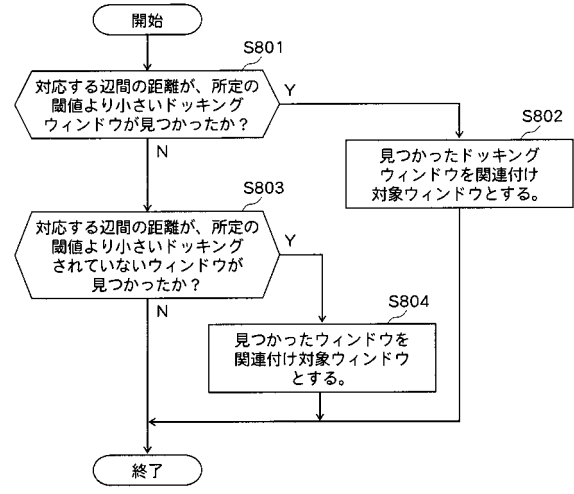 開始
S801
対応する辺間の距離が、所定の
閾値より小さいドッキング
ウィンドウが見つかったか？
Y
N
S802
見つかったドッキング
ウィンドウを関連付け
対象ウィンドウとする。
S803
対応する辺間の距離が、所定の
閾値より小さいドッキング
されていないウィンドウが
見つかったか？
Y
N
S804
見つかったウィンドウを
関連付け対象ウィンドウ
とする。
終了